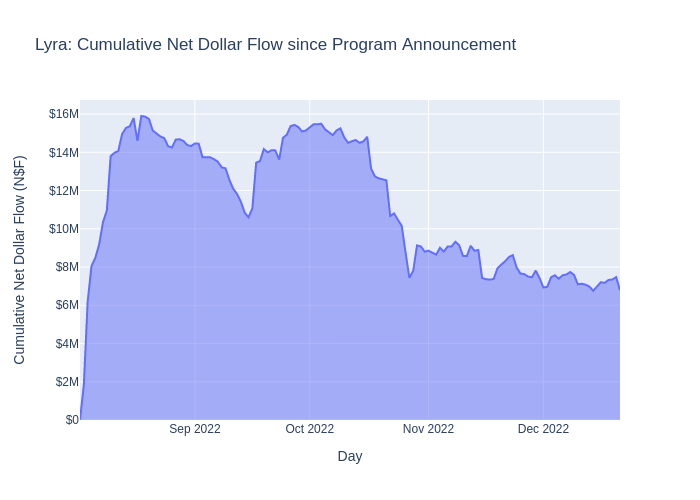 Lyra: Cumulative Net Dollar Flow since Program Announcement
Cumulative Net Dollar Flow (N$F)
$16M
$14M
$12M
$10M
$8M
$6M
$4M
$2M
$0
Sep 2022
Oct 2022
Nov 2022
Dec 2022
Day